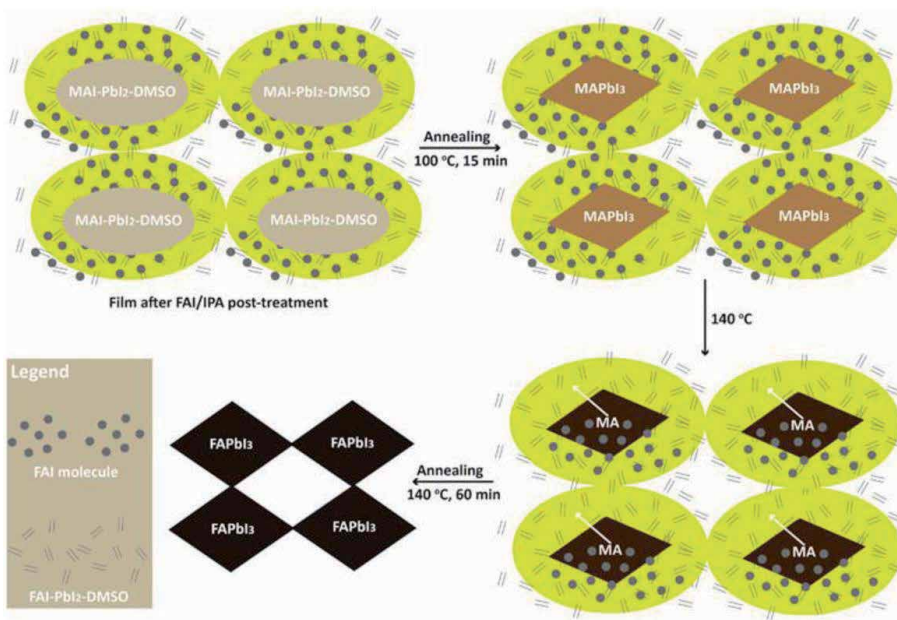 MAI-PbI₂-DMSO
MAI-PbI₂-DMSO
MAI-PbI₂-DMSO
MAI-PbI₂-DMSO
Film after FAI/IPA post-treatment
Annealing
100 °C, 15 min
MAPbI₃
MAPbI₃
MAPbI₃
MAPbI₃
140 °C
MA
MA
MA
MA
Annealing
140 °C, 60 min
FAPbI₃
FAPbI₃
FAPbI₃
FAPbI₃
Legend
FAI molecule
FAI-PbI₂-DMSO